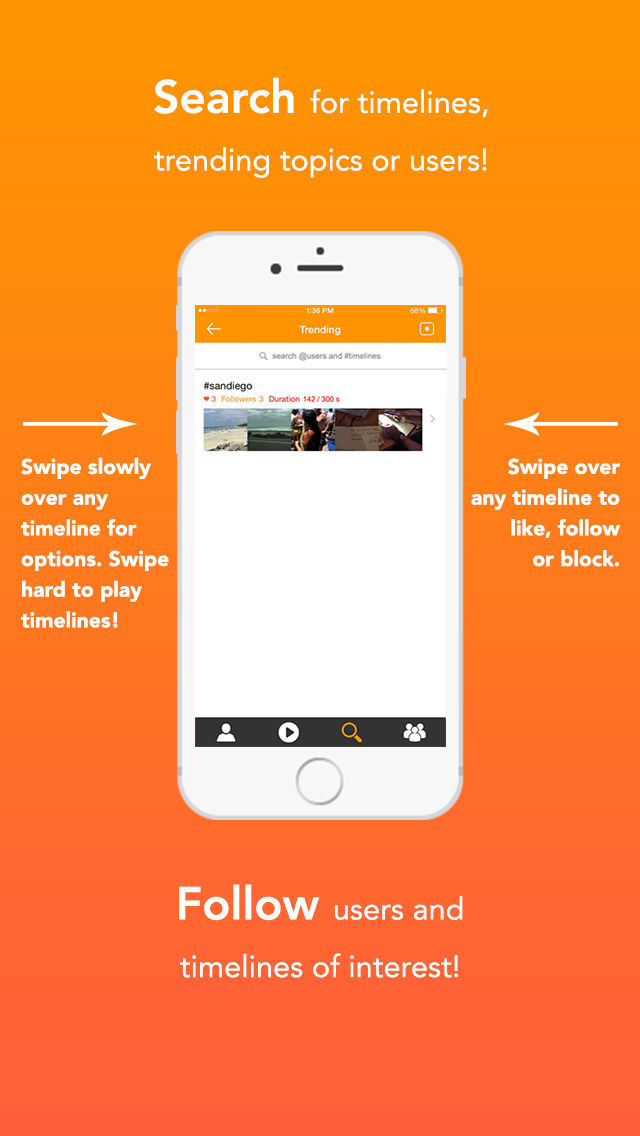 Search for timelines,
trending topics or users!
1:36 PM
68%
Trending
search @users and #timelines
#sandiego
3 Followers 3 Duration 142 / 300 s
Swipe slowly
over any
timeline for
options. Swipe
hard to play
timelines!
Swipe over
any timeline to
like, follow
or block.
Follow users and
timelines of interest!